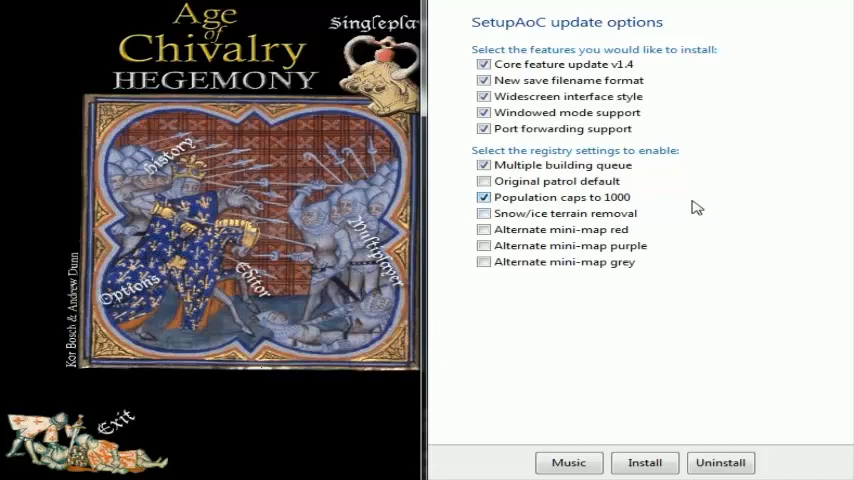 Age
of
Chivalry
HEGEMONY
Singlepla
History
Multiplayer
Editor
Options
Kor Bosch & Andrew Dunn
Exit
SetupAoC update options
Select the features you would like to install:
Core feature update v1.4
New save filename format
Widescreen interface style
Windowed mode support
Port forwarding support
Select the registry settings to enable:
Multiple building queue
Original patrol default
Population caps to 1000
Snow/ice terrain removal
Alternate mini-map red
Alternate mini-map purple
Alternate mini-map grey
Music
Install
Uninstall